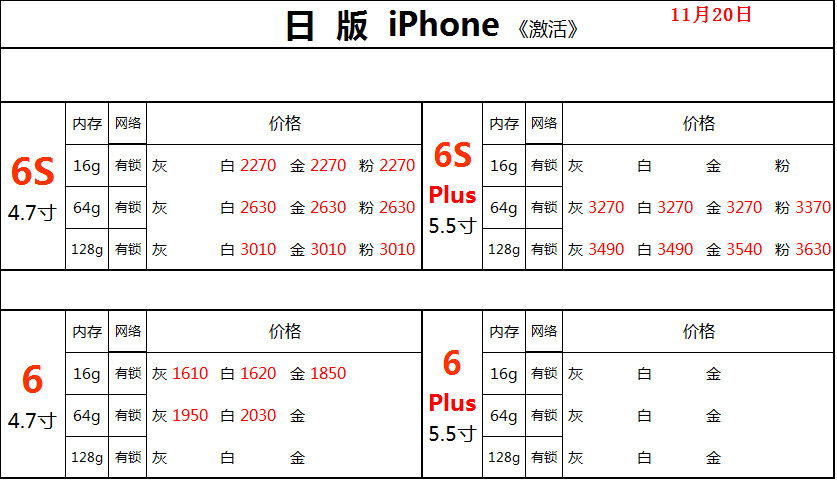 日 版 iPhone 《激活》 11月20日
6S 4.7寸
内存 网络 价格
16g 有锁 灰 白 2270 金 2270 粉 2270
64g 有锁 灰 白 2630 金 2630 粉 2630
128g 有锁 灰 白 3010 金 3010 粉 3010
6S Plus 5.5寸
内存 网络 价格
16g 有锁 灰 白 金 粉
64g 有锁 灰 3270 白 3270 金 3270 粉 3370
128g 有锁 灰 3490 白 3490 金 3540 粉 3630
6 4.7寸
内存 网络 价格
16g 有锁 灰 1610 白 1620 金 1850
64g 有锁 灰 1950 白 2030 金
128g 有锁 灰 白 金
6 Plus 5.5寸
内存 网络 价格
16g 有锁 灰 白 金
64g 有锁 灰 白 金
128g 有锁 灰 白 金